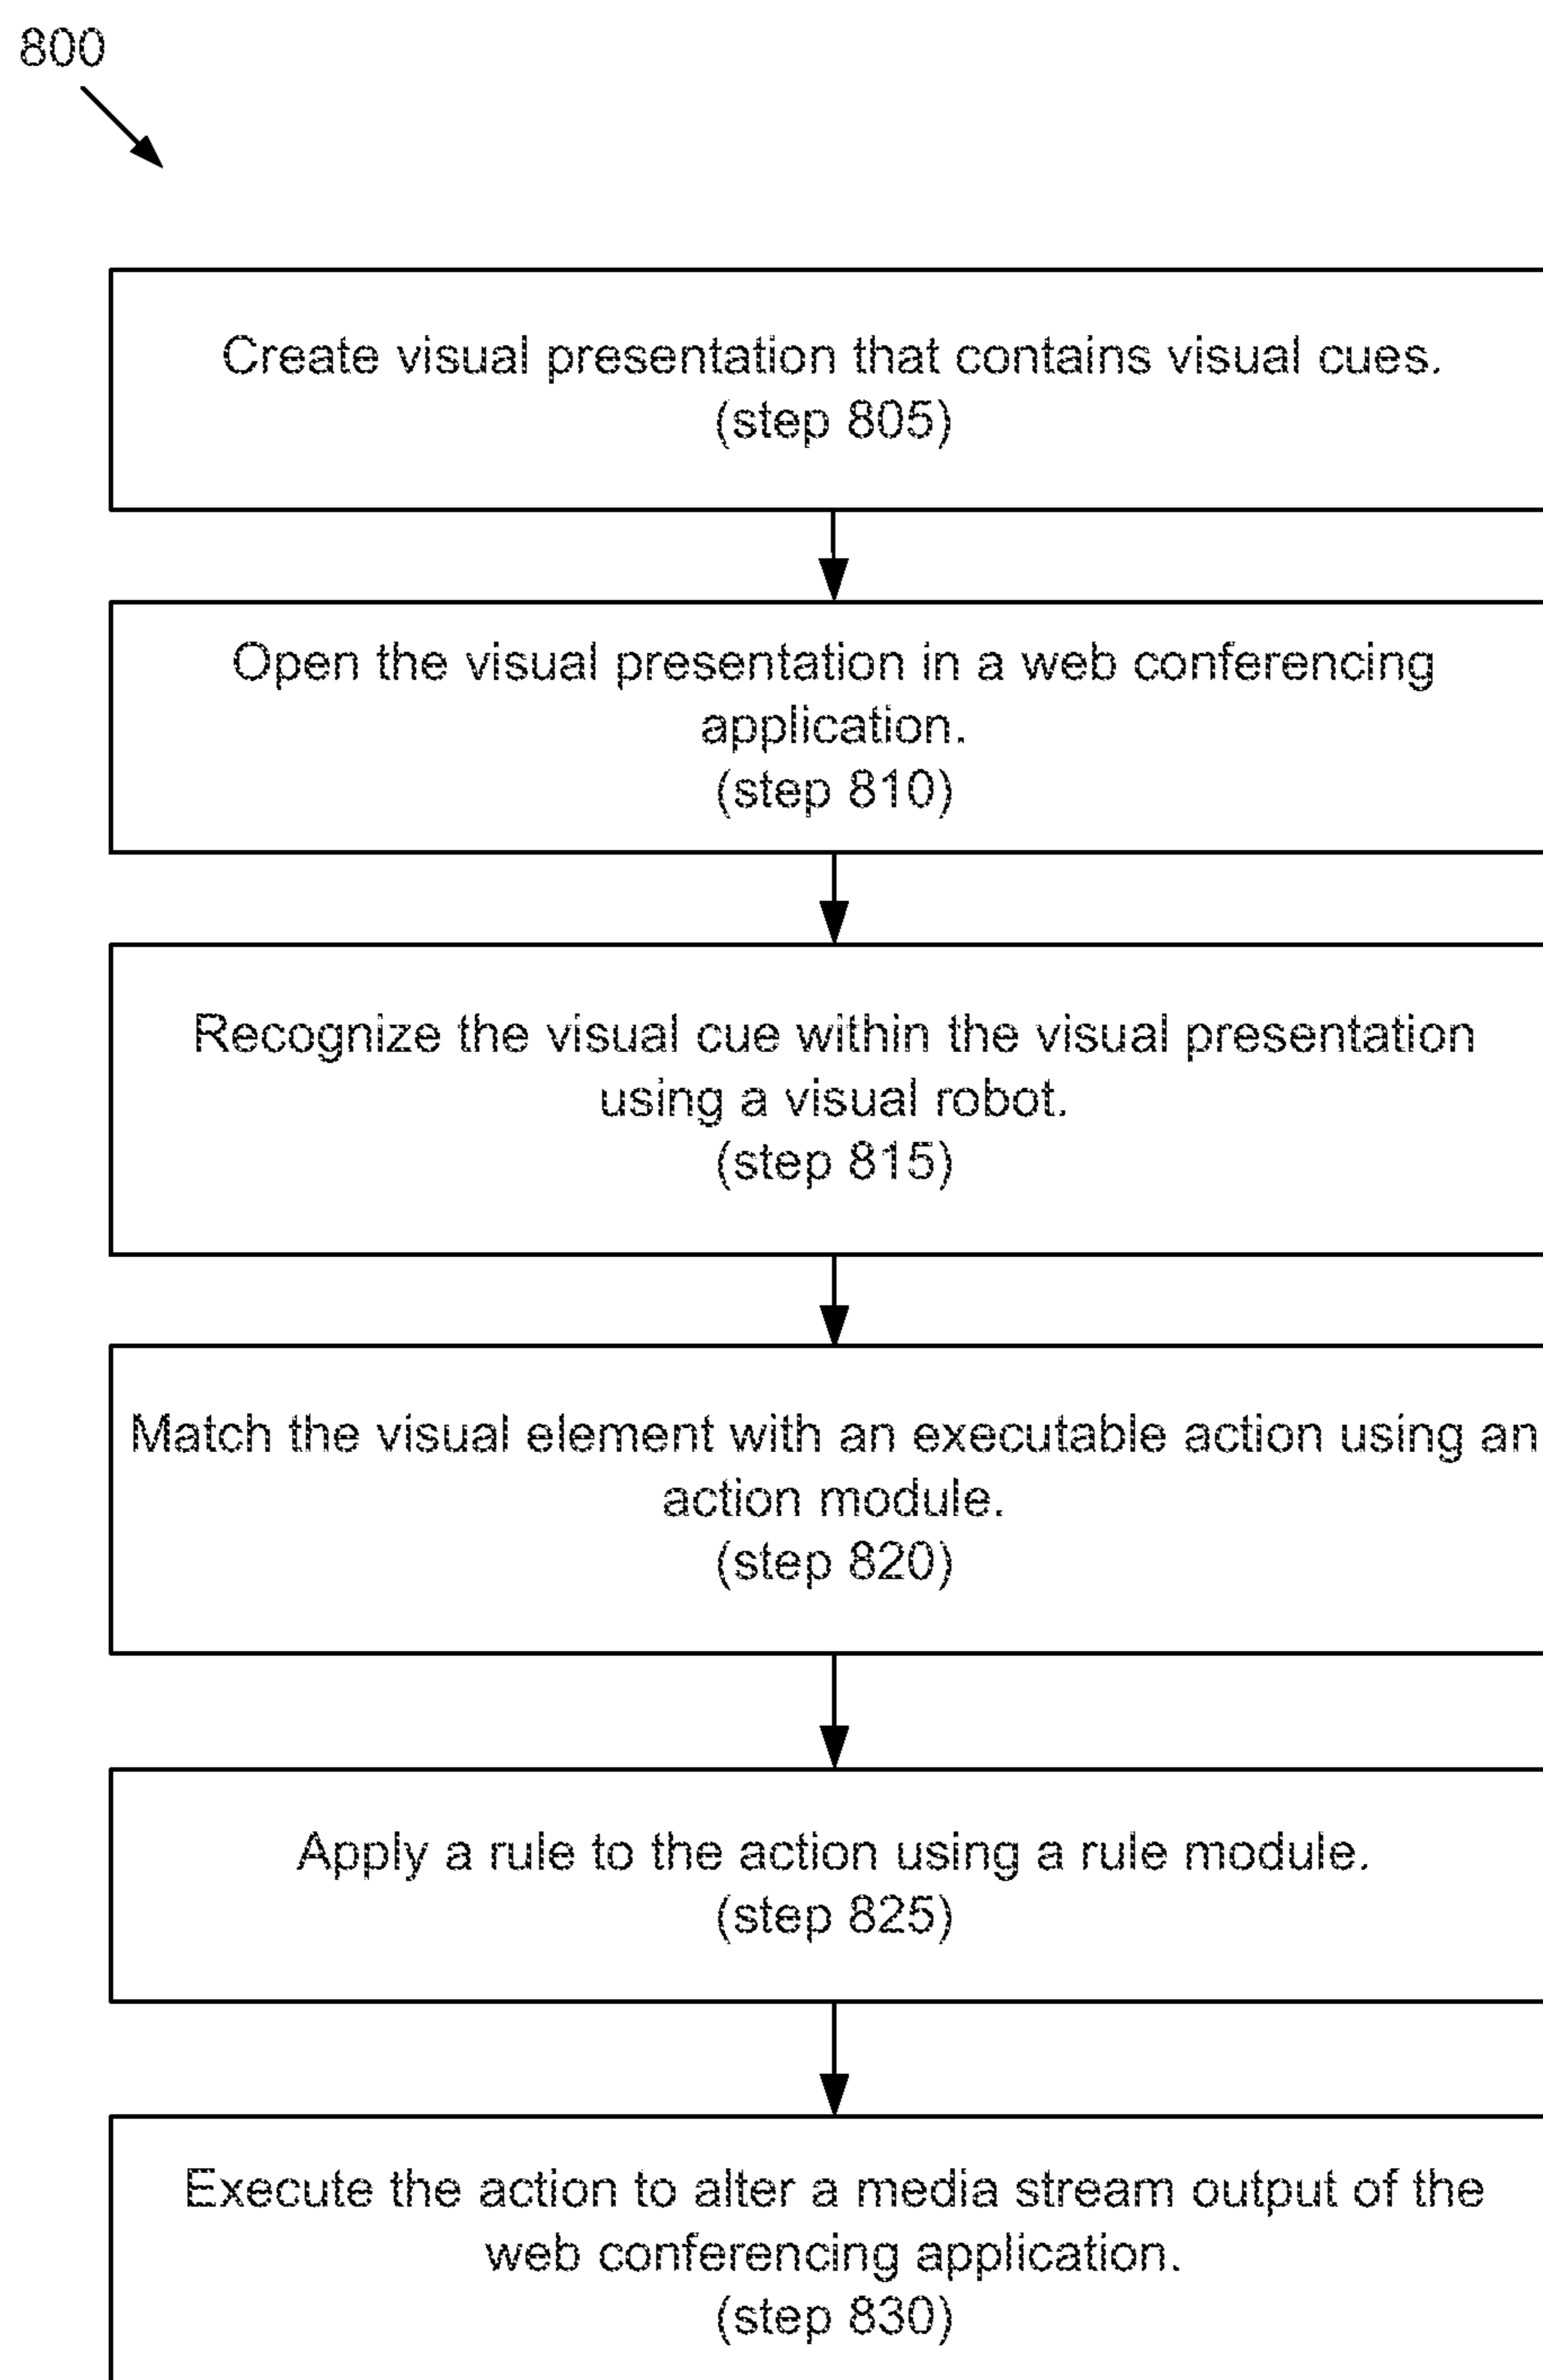 800
Create visual presentation that contains visual cues.
(step 805)
Open the visual presentation in a web conferencing
application.
(step 810)
Recognize the visual cue within the visual presentation
using a visual robot.
(step 815)
Match the visual element with an executable action using an
action module.
(step 820)
Apply a rule to the action using a rule module.
(step 825)
Execute the action to alter a media stream output of the
web conferencing application.
(step 830)